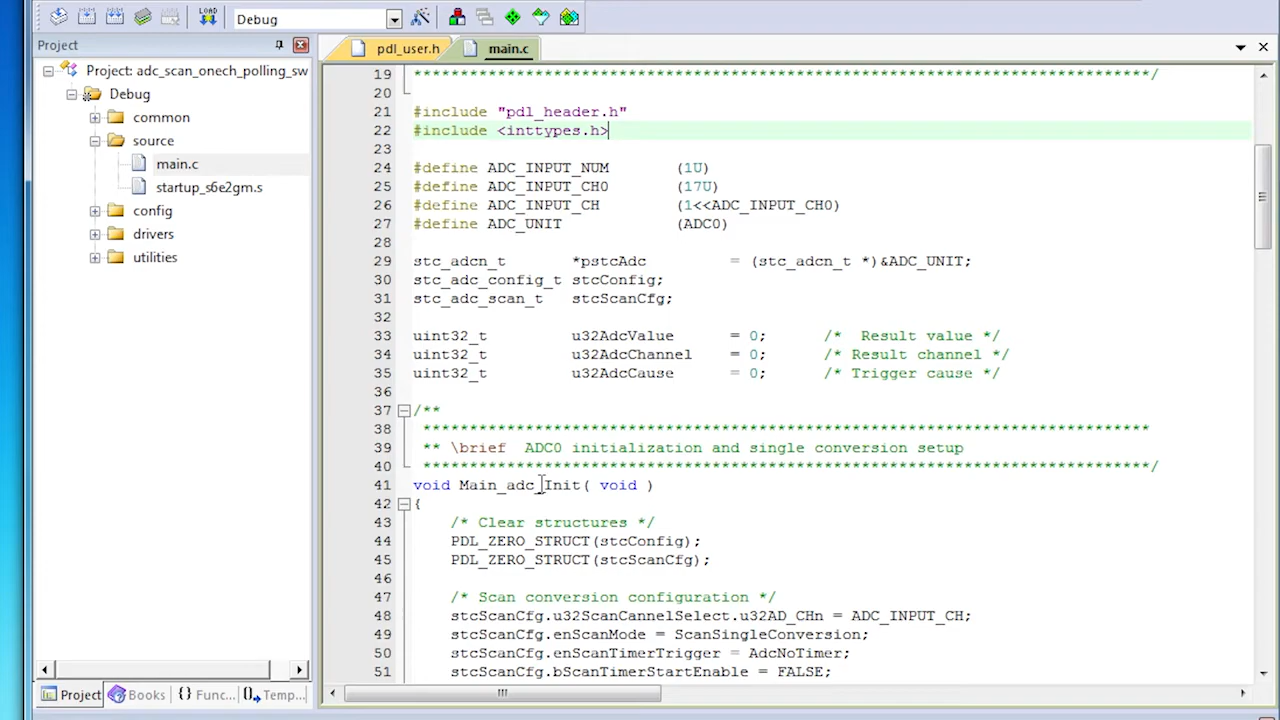 LOAD
Debug
Project
Project: adc_scan_onech_polling_sw
Debug
common
source
main.c
startup_s6e2gm.s
config
drivers
utilities
Project
Books
{} Func...
Temp...
pdl_user.h
main.c
19 *******************************************************************************/
20
21 #include "pdl_header.h"
22 #include <inttypes.h>
23
24 #define ADC_INPUT_NUM (1U)
25 #define ADC_INPUT_CH0 (17U)
26 #define ADC_INPUT_CH (1<<ADC_INPUT_CH0)
27 #define ADC_UNIT (ADC0)
28
29 stc_adcn_t *pstcAdc = (stc_adcn_t *)&ADC_UNIT;
30 stc_adc_config_t stcConfig;
31 stc_adc_scan_t stcScanCfg;
32
33 uint32_t u32AdcValue = 0; /* Result value */
34 uint32_t u32AdcChannel = 0; /* Result channel */
35 uint32_t u32AdcCause = 0; /* Trigger cause */
36
37 /**
38 ******************************************************************************
39 ** \brief ADC0 initialization and single conversion setup
40 ******************************************************************************/
41 void Main_adc_Init( void )
42 {
43 /* Clear structures */
44 PDL_ZERO_STRUCT(stcConfig);
45 PDL_ZERO_STRUCT(stcScanCfg);
46
47 /* Scan conversion configuration */
48 stcScanCfg.u32ScanCannelSelect.u32AD_CHn = ADC_INPUT_CH;
49 stcScanCfg.enScanMode = ScanSingleConversion;
50 stcScanCfg.enScanTimerTrigger = AdcNoTimer;
51 stcScanCfg.bScanTimerStartEnable = FALSE;